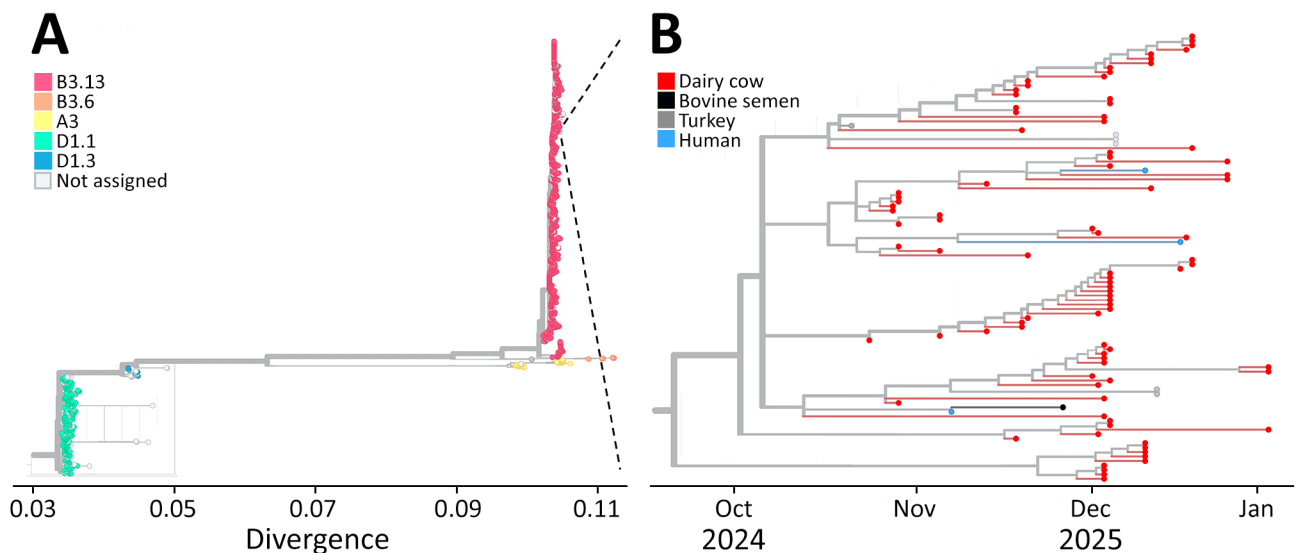 A
B3.13
B3.6
A3
D1.1
D1.3
Not assigned
0.03 0.05 0.07 0.09 0.11
Divergence
B
Dairy cow
Bovine semen
Turkey
Human
Oct Nov Dec Jan
2024 2025